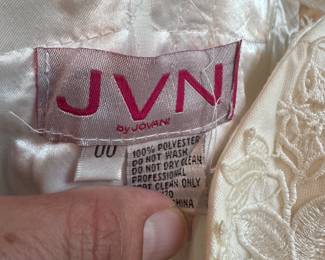 JVN
by JOVANI
00
100% POLYESTER
DO NOT WASH
DO NOT DRY CLEAN
PROFESSIONAL
SPOT CLEAN ONLY
CHINA